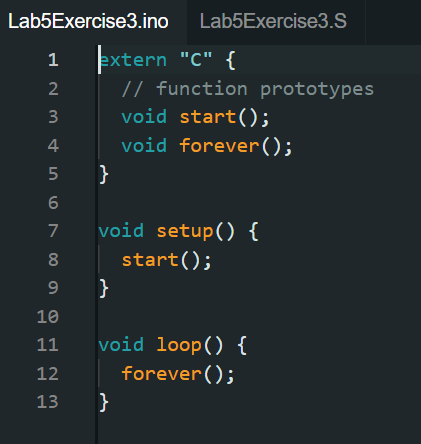 Lab5Exercise3.ino Lab5Exercise3.S
1 extern "C" {
2 // function prototypes
3 void start();
4 void forever();
5 }
6
7 void setup() {
8 start();
9 }
10
11 void loop() {
12 forever();
13 }